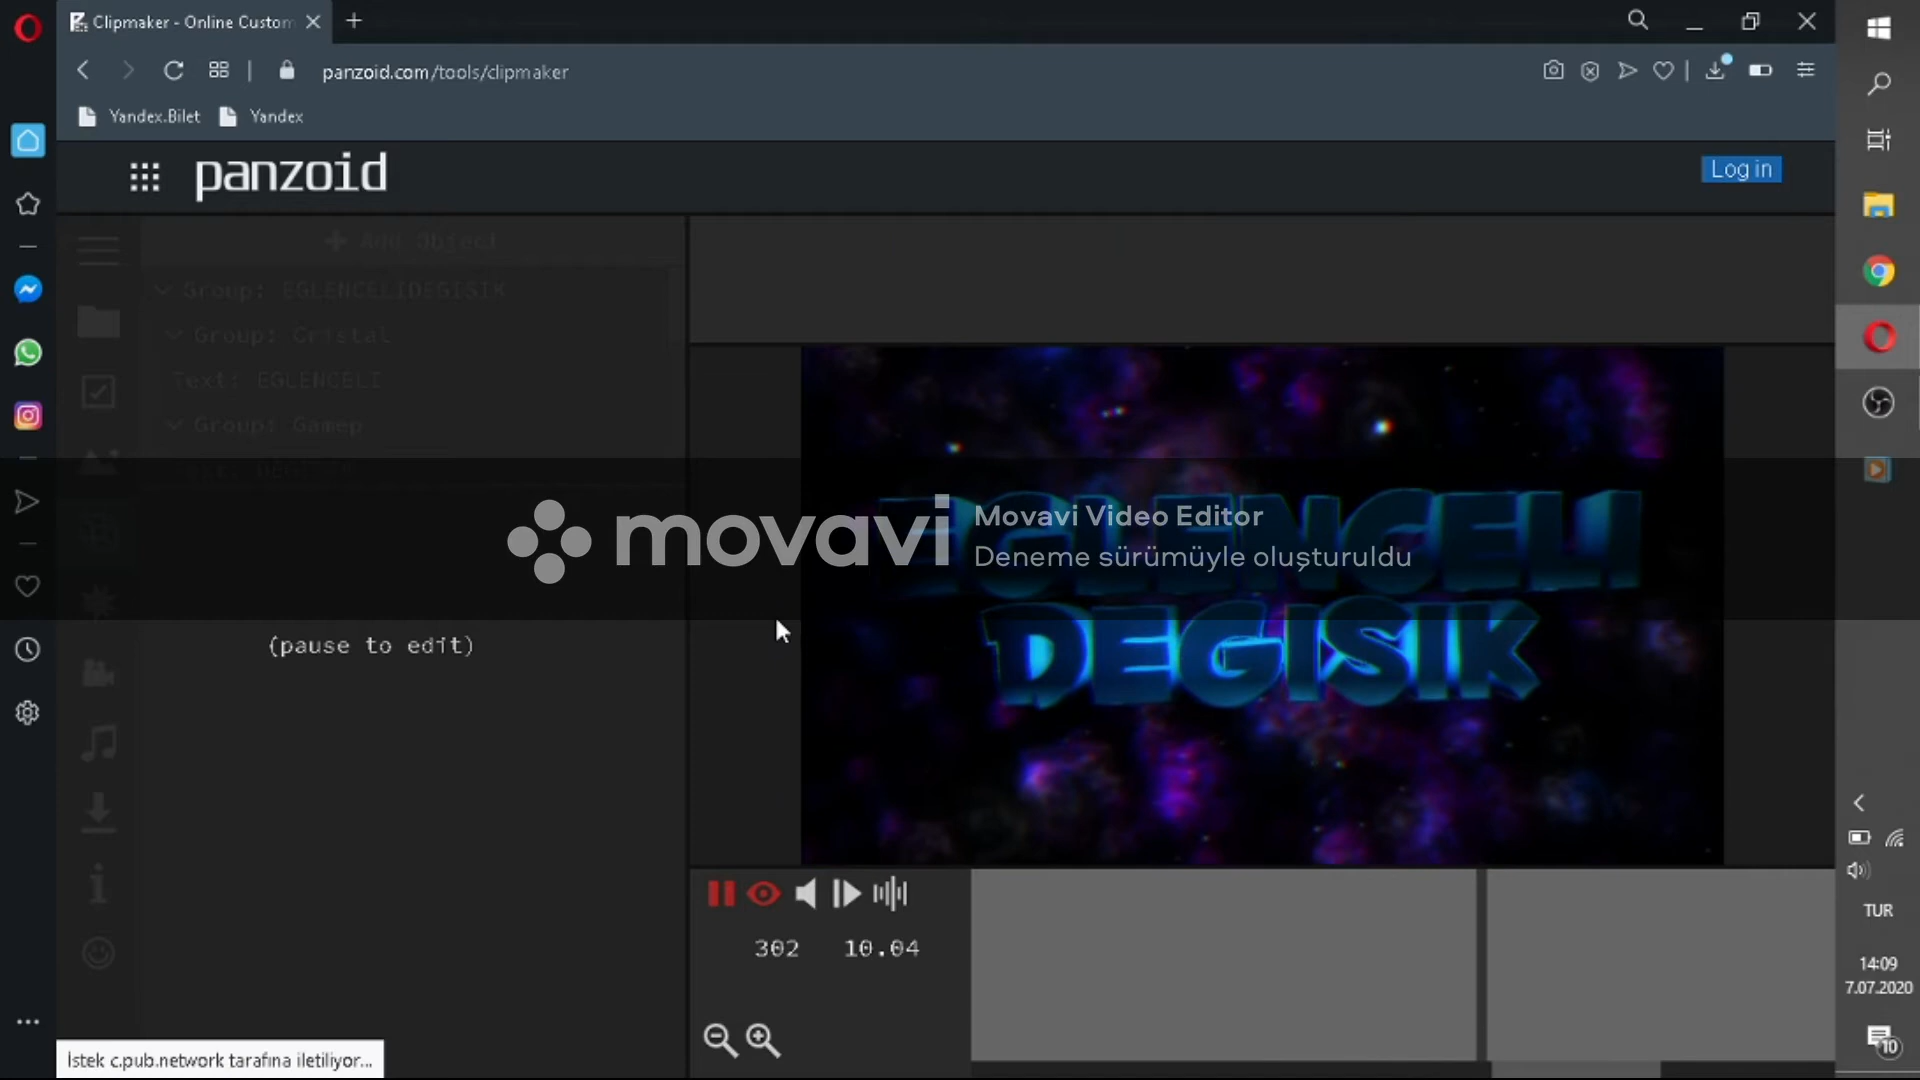 Clipmaker - Online Custom
panzoid.com/tools/clipmaker
Yandex.Bilet
Yandex
panzoid
Log in
Add Object
Group: EGLENCELIDEGISIK
Group: Cristal
Text: EGLENCELI
Group: Gamep
movavi
Movavi Video Editor
Deneme sürümüyle oluşturuldu
EGLENCELI
DEGISIK
(pause to edit)
302 10.04
TUR
14:09
7.07.2020
10
İstek c.pub.network tarafına iletiliyor...